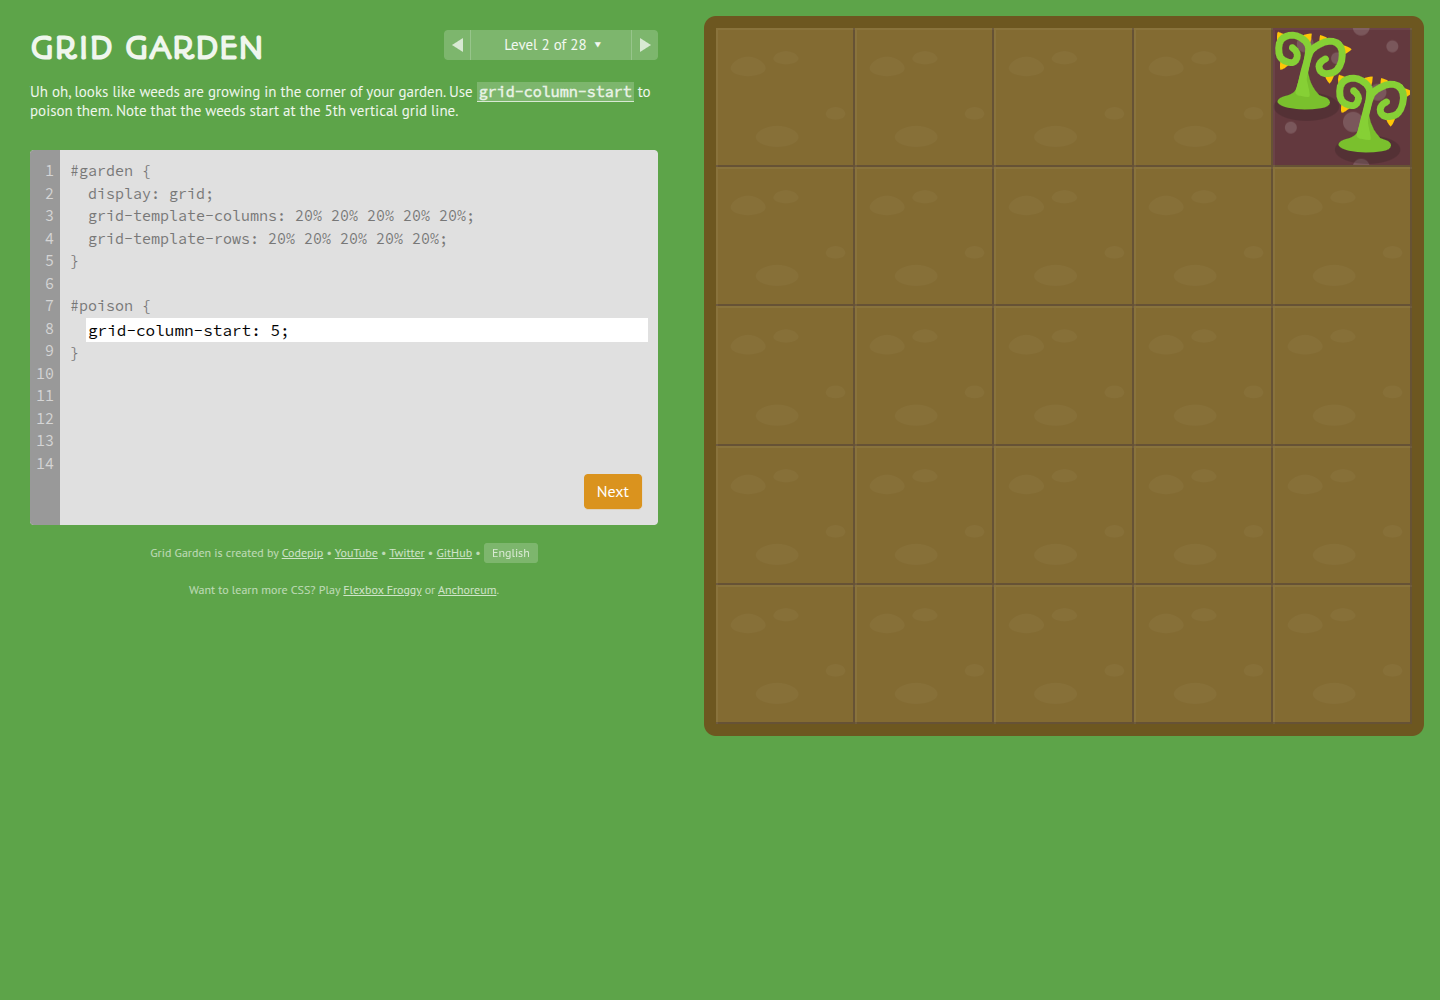 GRID GARDEN
Level 2 of 28 ▼
Uh oh, looks like weeds are growing in the corner of your garden. Use grid-column-start to
poison them. Note that the weeds start at the 5th vertical grid line.
1 #garden {
2 display: grid;
3 grid-template-columns: 20% 20% 20% 20% 20%;
4 grid-template-rows: 20% 20% 20% 20% 20%;
5 }
6
7 #poison {
8 grid-column-start: 5;
9 }
10
11
12
13
14
Next
Grid Garden is created by Codepip • YouTube • Twitter • GitHub • English
Want to learn more CSS? Play Flexbox Froggy or Anchoreum.